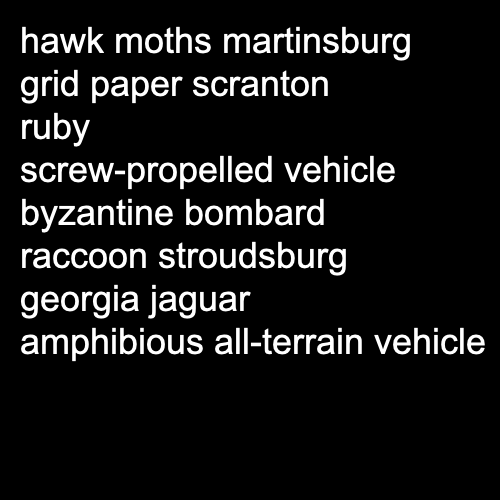 hawk moths martinsburg
grid paper scranton
ruby
screw-propelled vehicle
byzantine bombard
raccoon stroudsburg
georgia jaguar
amphibious all-terrain vehicle